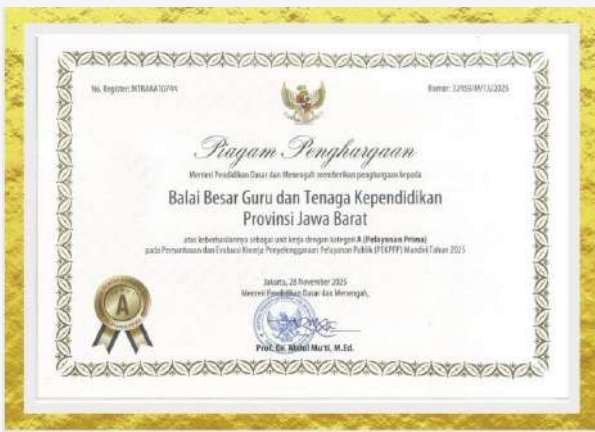 No. Register: MTBAAA10744
Piagam Penghargaan
Menteri Pendidikan Dasar dan Menengah memberikan penghargaan kepada
Balai Besar Guru dan Tenaga Kependidikan
Provinsi Jawa Barat
atas keberhasilannya sebagai unit kerja dengan kategori A (Pelayanan Prima)
pada Pemantauan dan Evaluasi Kinerja Penyelenggaraan Pelayanan Publik (PEKPPP) Mandiri Tahun 2025
Jakarta, 28 November 2025
Menteri Pendidikan Dasar dan Menengah,
A
Prof. Dr. Abdul Mu'ti, M.Ed.